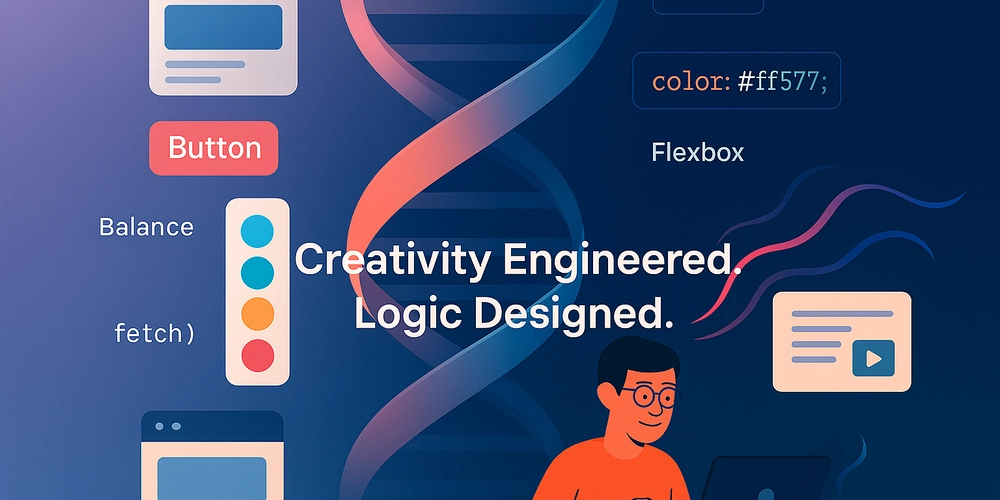 color: #ff577;
Button
Flexbox
Balance
Creativity Engineered.
Logic Designed.
fetch)